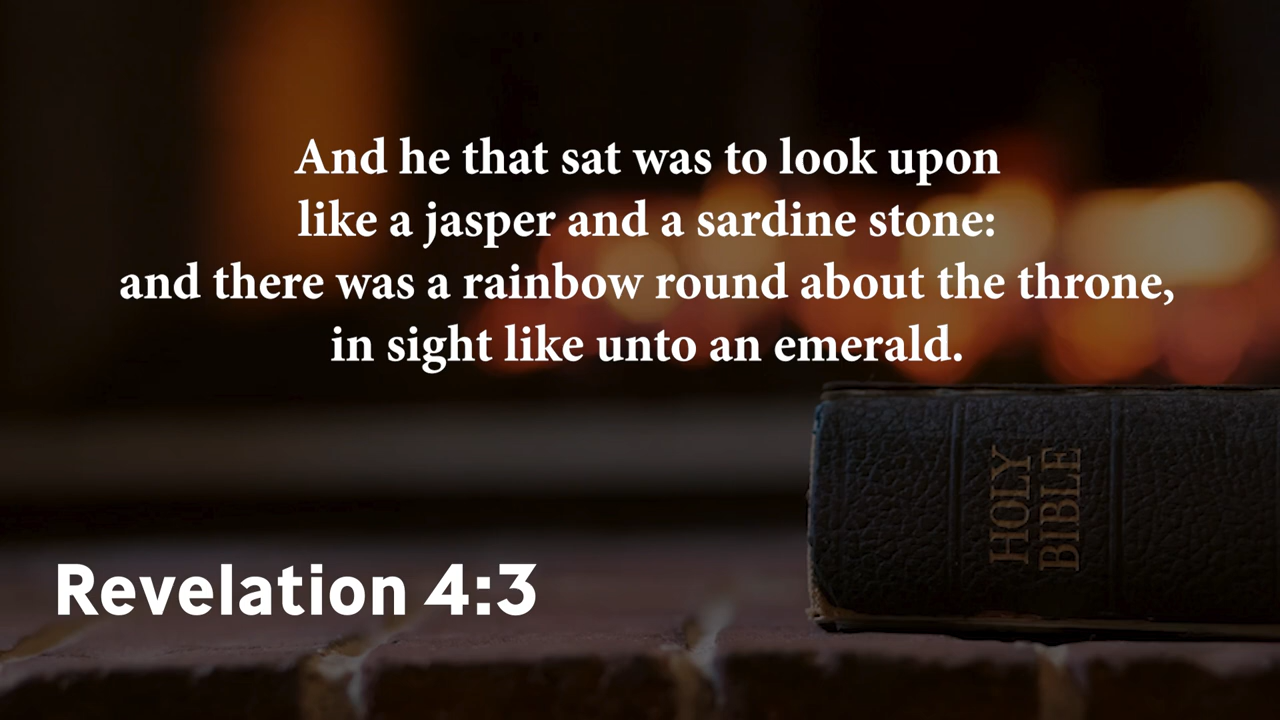 And he that sat was to look upon
like a jasper and a sardine stone:
and there was a rainbow round about the throne,
in sight like unto an emerald.
HOLY
BIBLE
Revelation 4:3